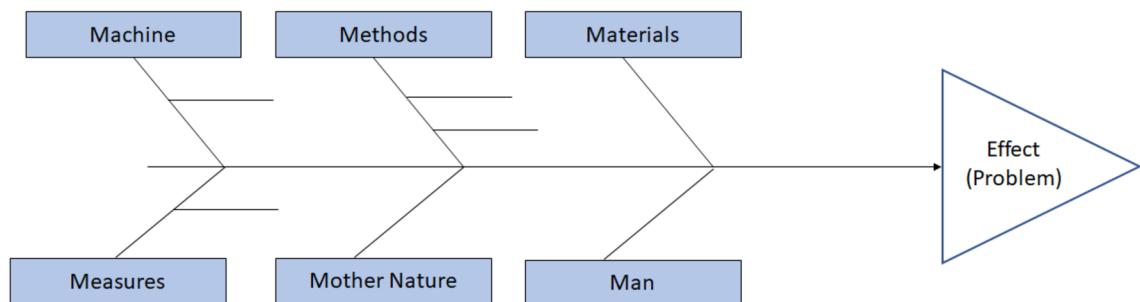 Machine
Methods
Materials
Effect
(Problem)
Measures
Mother Nature
Man